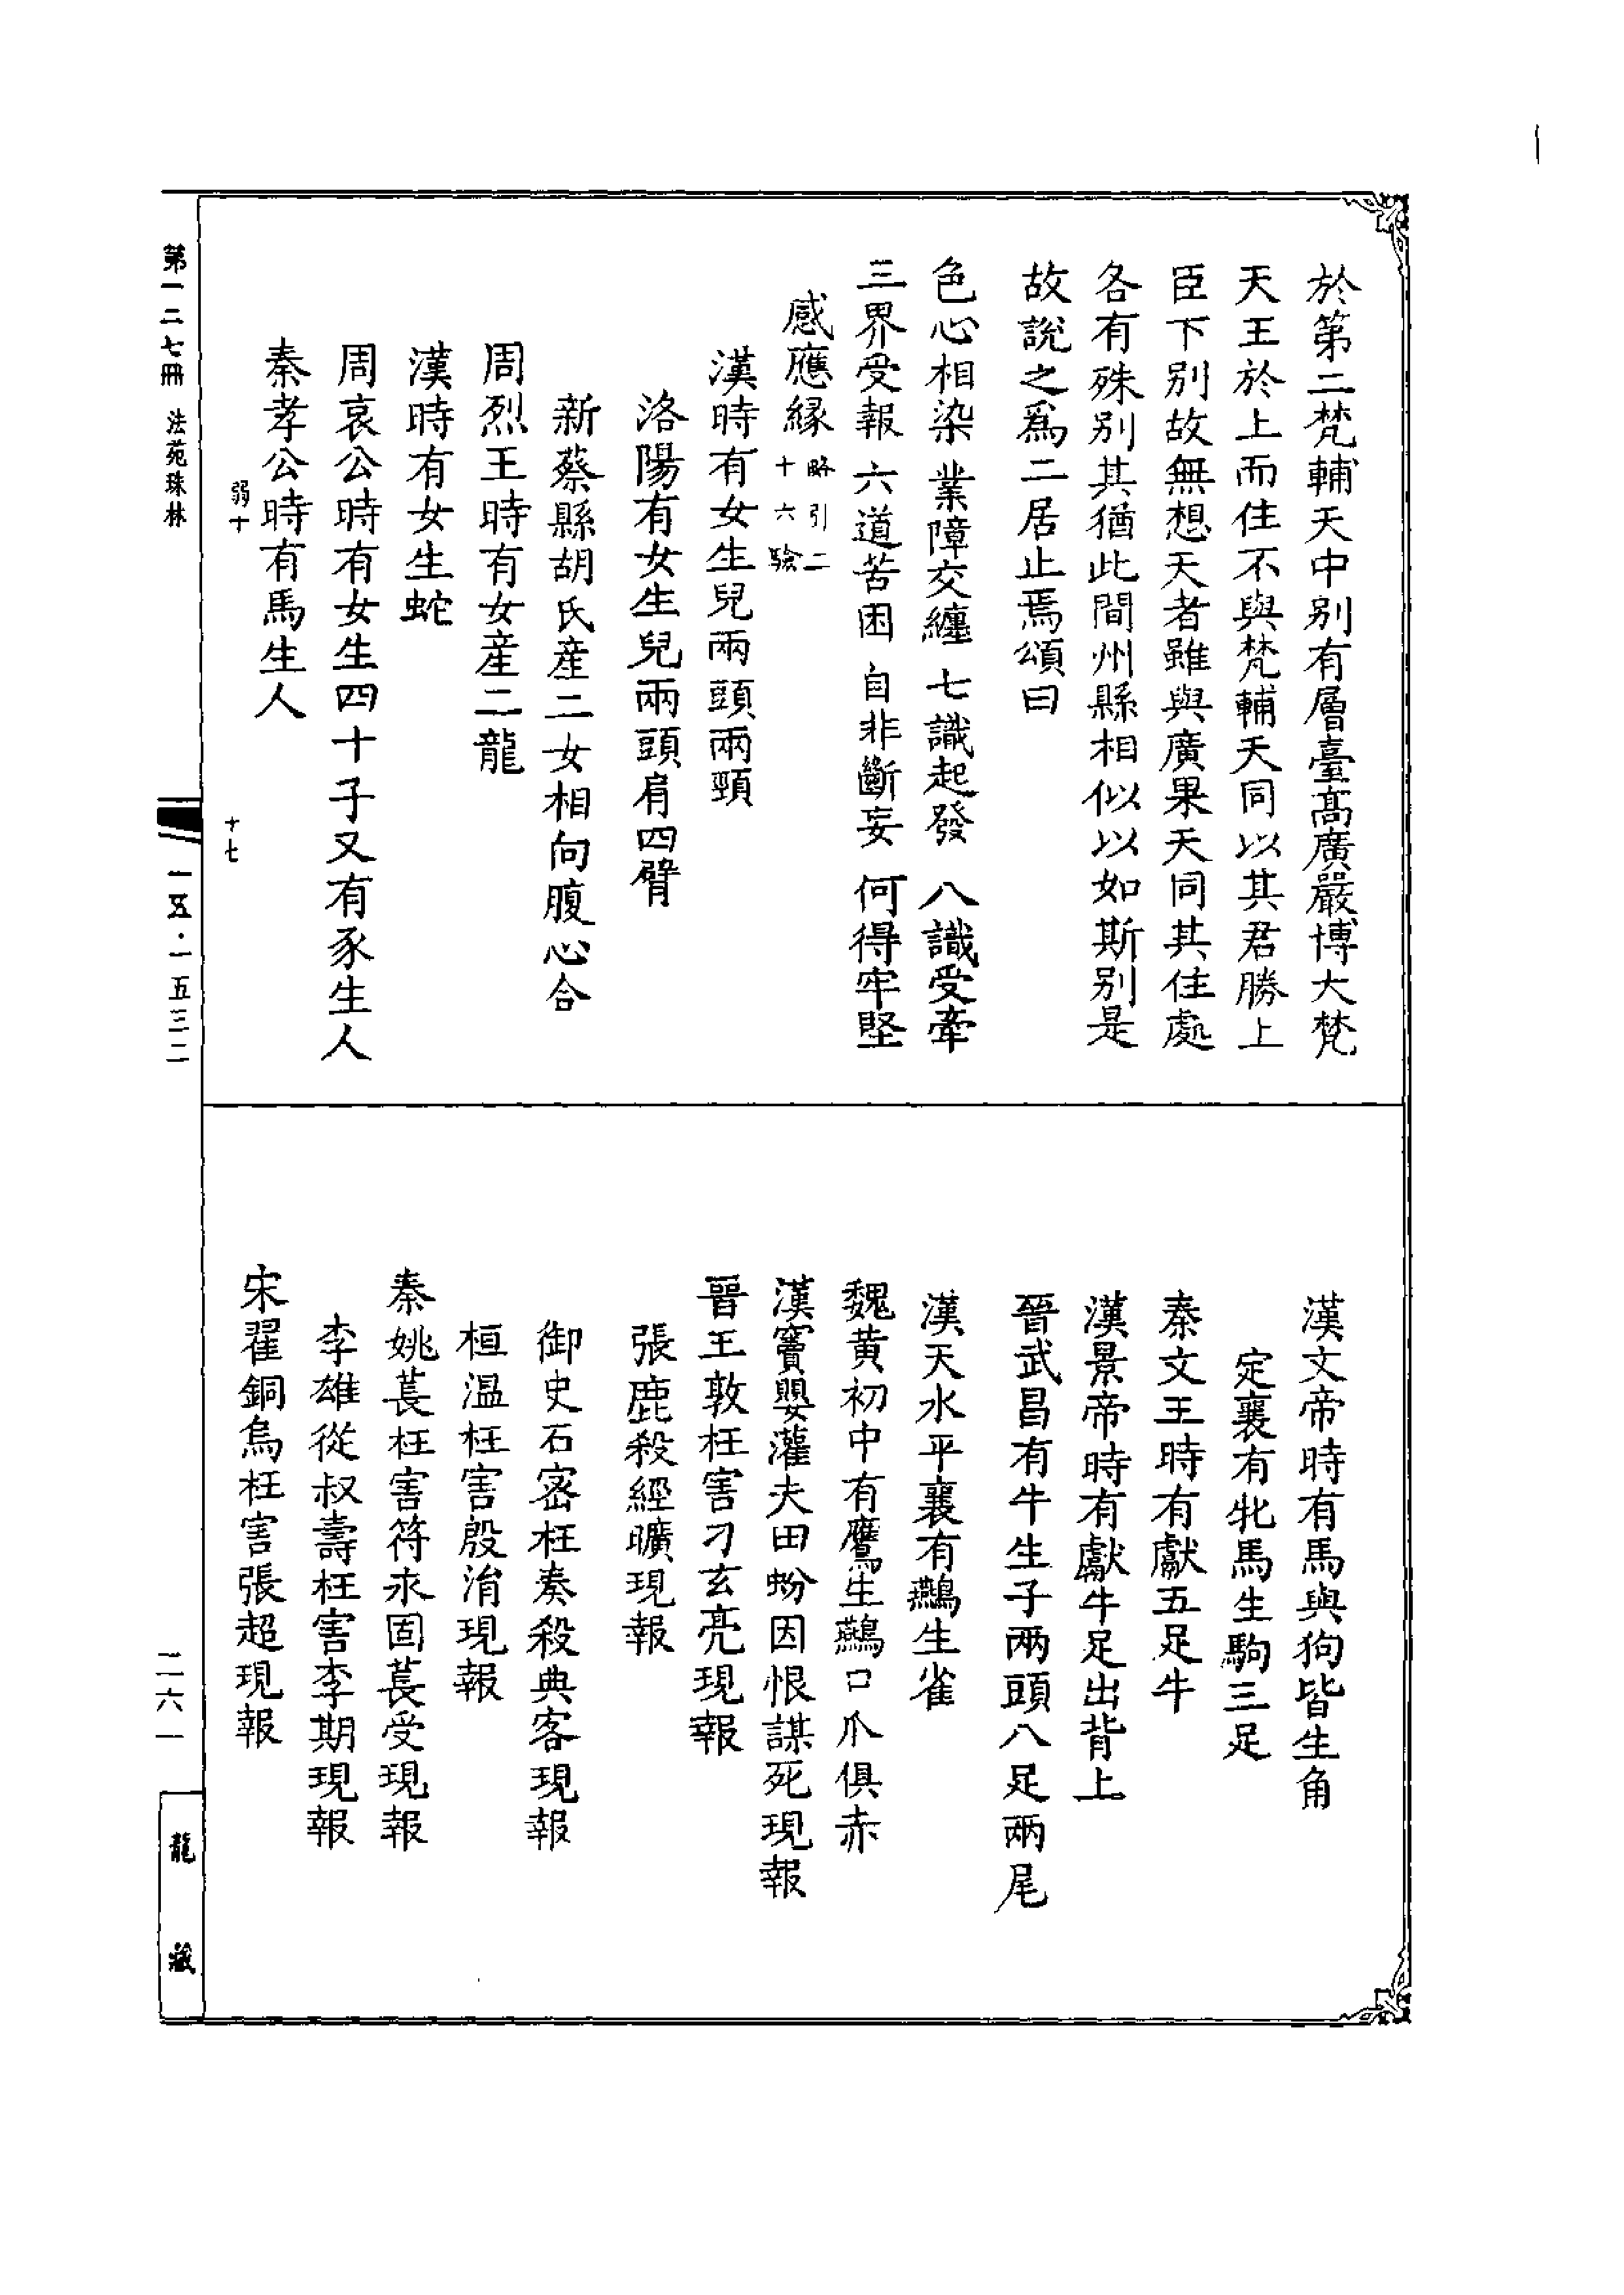 於第二梵輔天中別有層臺高廣嚴博大梵
天王於上而住不與梵輔天同以其君勝上
臣下別故無想天者雖與廣果天同其住處
各有殊別其猶此間州縣相似以如斯別是
故說之爲二居止焉頌曰
色心相染 業障交纏 七識起發 八識受牽
三界受報 六道苦困 自非斷妄 何得牢堅
感應緣略引二十六驗
漢時有女生兒兩頭兩頸
洛陽有女生兒兩頭肩四臂
新蔡縣胡氏産二女相向腹心合
周烈王時有女産二龍
漢時有女生蛇
周哀公時有女生四十子又有豕生人
秦孝公時有馬生人
漢文帝時有馬與狗皆生角
定襄有牝馬生駒三足
秦文王時有獻五足牛
漢景帝時有獻牛足出背上
晉武昌有牛生子兩頭八足兩尾
漢天水平襄有鷰生雀
魏黃初中有鷹生鷰口爪俱赤
漢竇嬰灌夫田蚡因恨謀死現報
晉王敦枉害刁玄亮現報
張鹿殺經曠現報
御史石密枉奏殺典客現報
桓溫枉害殷涓現報
秦姚萇枉害符永固萇受現報
李雄從叔壽枉害李期現報
宋翟銅烏枉害張超現報
弱十
十七
第一二七冊 法苑珠林
一五·一五三二
二六一
龍藏